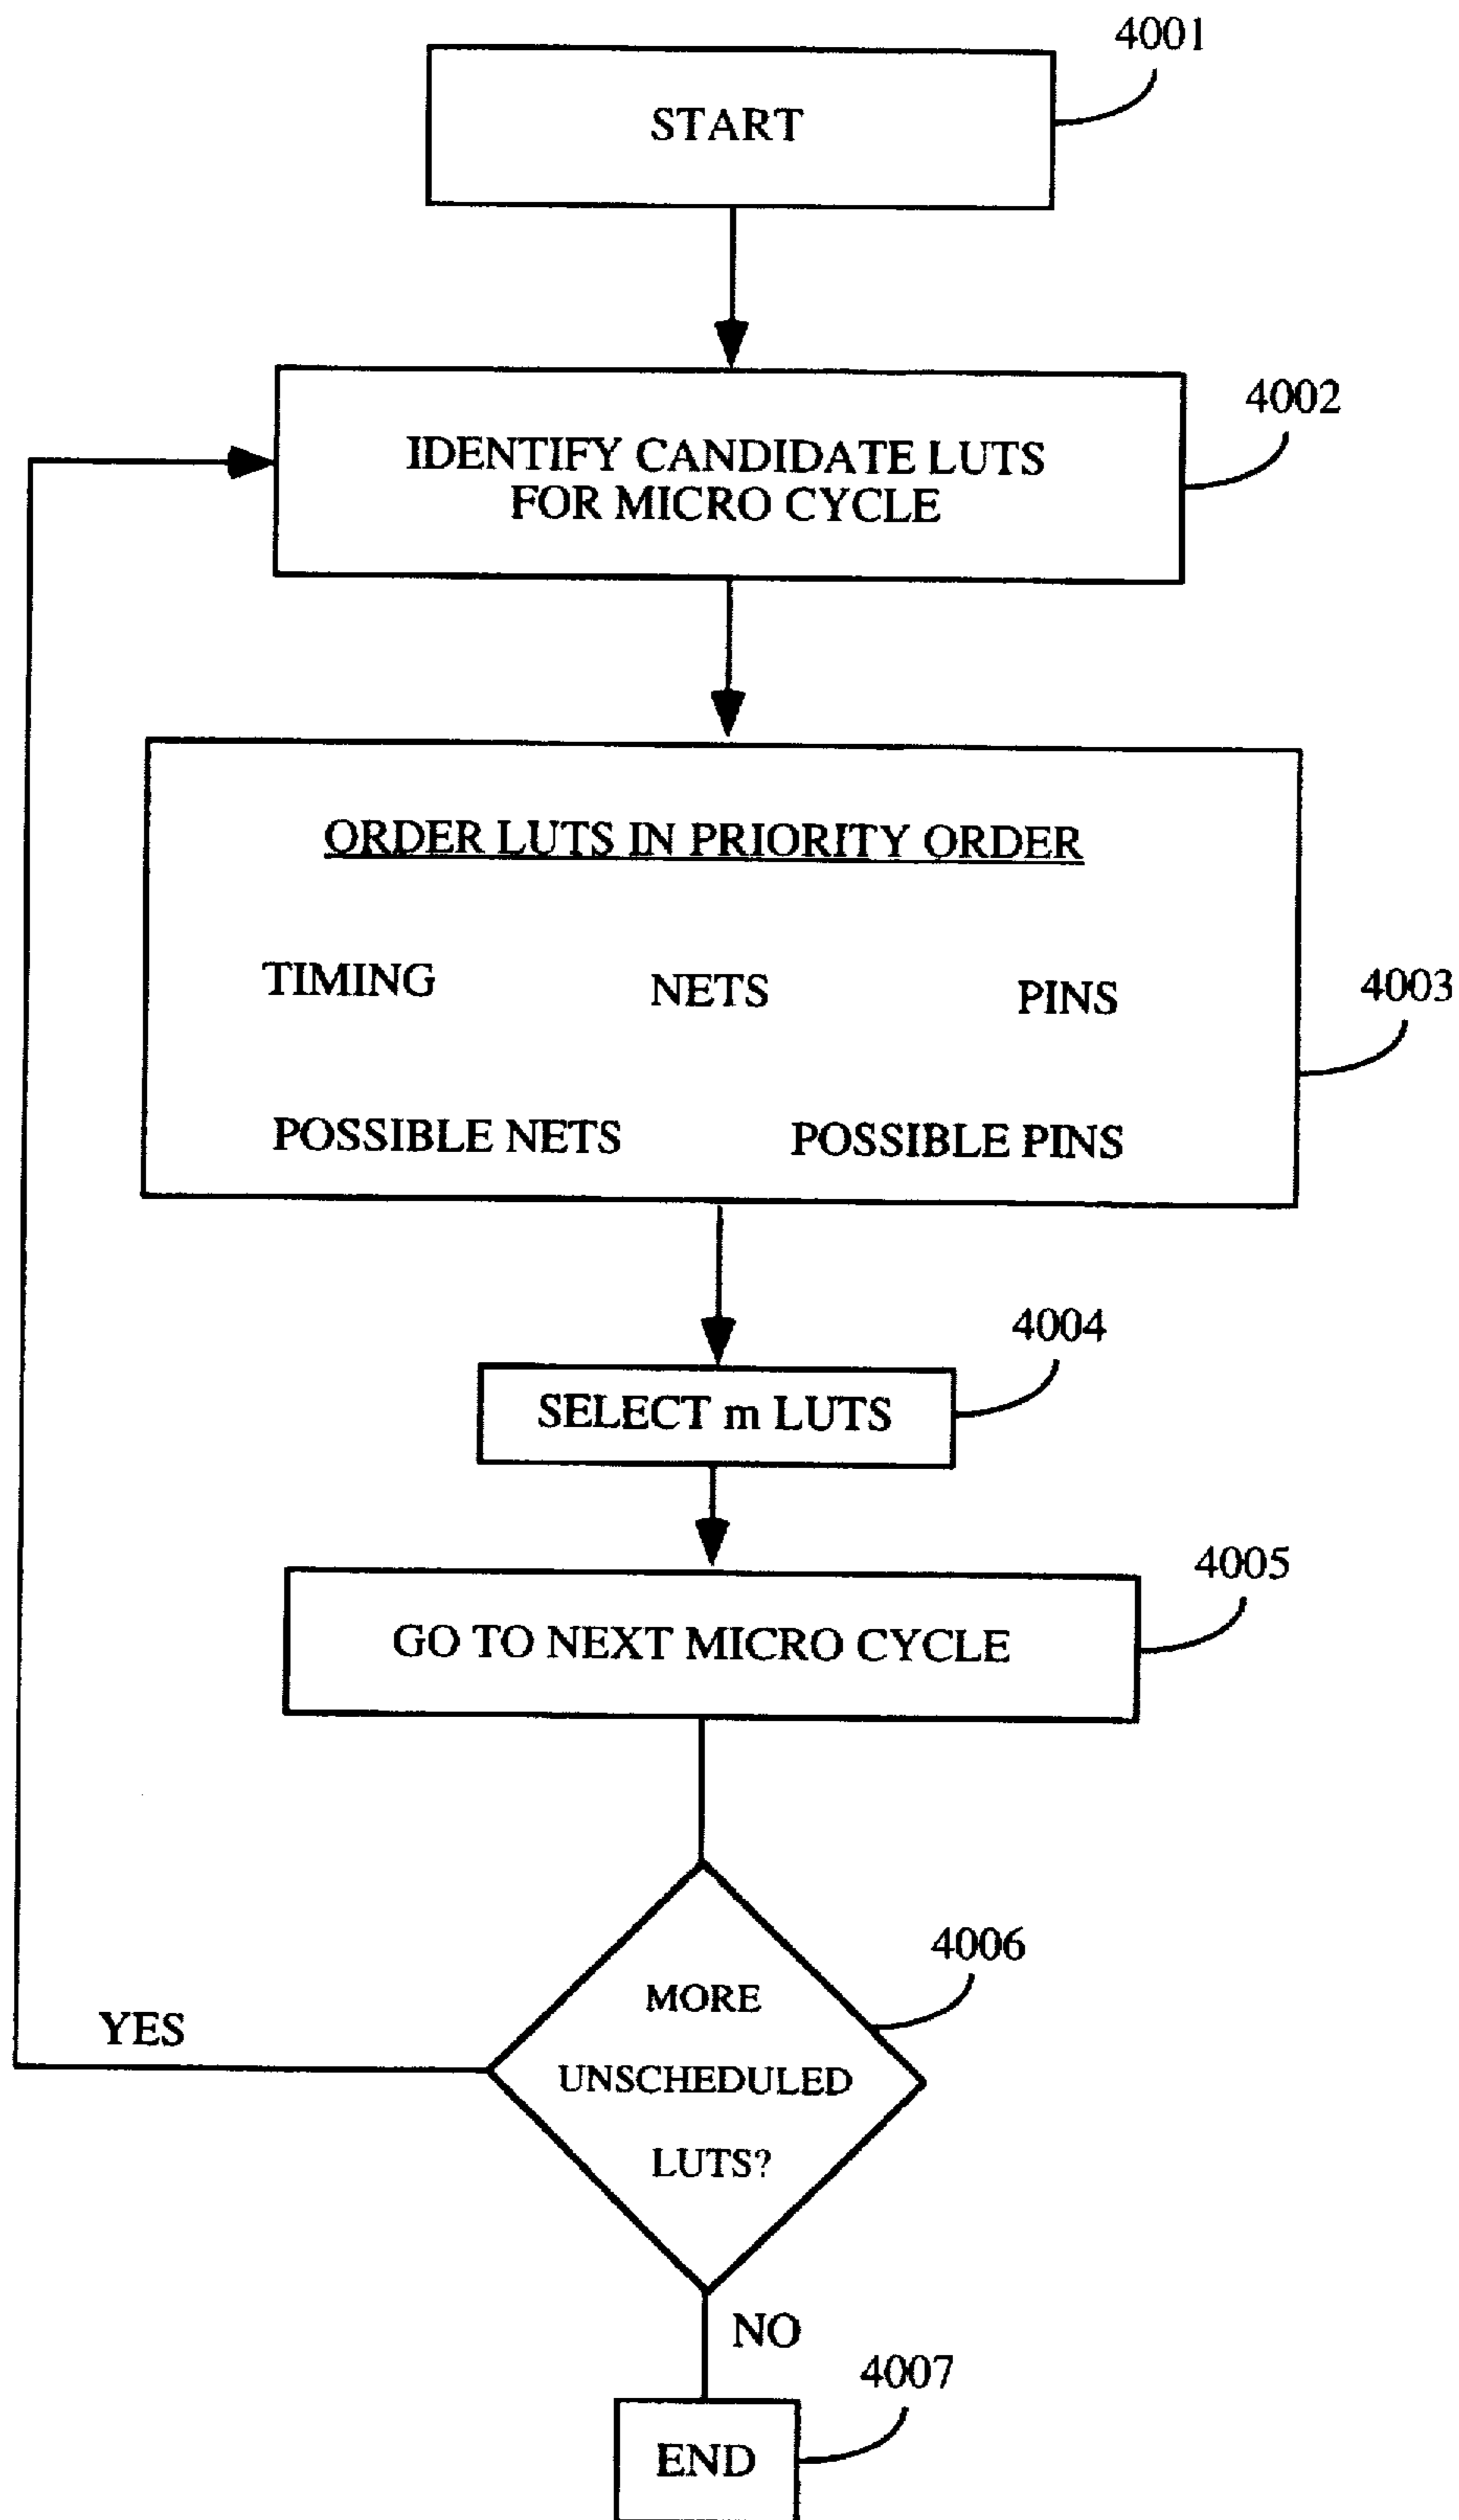 4001
START
4002
IDENTIFY CANDIDATE LUTS
FOR MICRO CYCLE
ORDER LUTS IN PRIORITY ORDER
TIMING NETS PINS
4003
POSSIBLE NETS POSSIBLE PINS
4004
SELECT m LUTS
4005
GO TO NEXT MICRO CYCLE
4006
MORE
UNSCHEDULED
LUTS?
YES
NO
4007
END